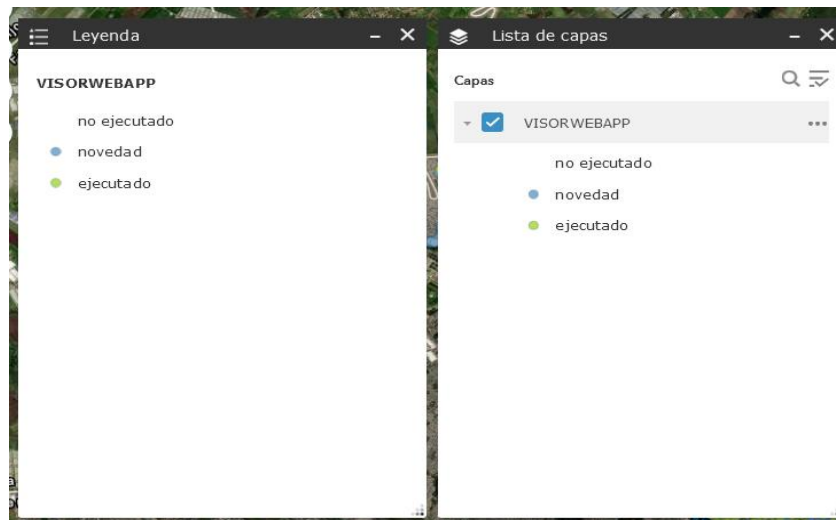 Leyenda
VISORWEBAPP
no ejecutado
novedad
ejecutado
Lista de capas
Capas
VISORWEBAPP
no ejecutado
novedad
ejecutado